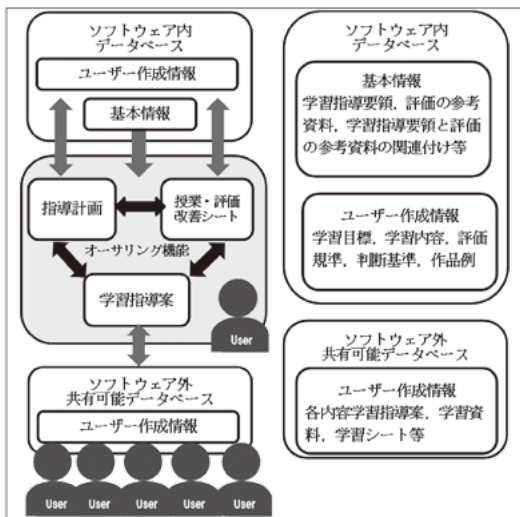 ソフトウェア内
データベース
ユーザー作成情報
基本情報
指導計画
授業・評価
改善シート
オーサリング機能
学習指導案
User
ソフトウェア外
共有可能データベース
ユーザー作成情報
User User User User User
ソフトウェア内
データベース
基本情報
学習指導要領，評価の参考
資料，学習指導要領と評価
の参考資料の関連付け等
ユーザー作成情報
学習目標，学習内容，評価
規準，判断基準，作品例
ソフトウェア外
共有可能データベース
ユーザー作成情報
各内容学習指導案，学習資
料，学習シート等